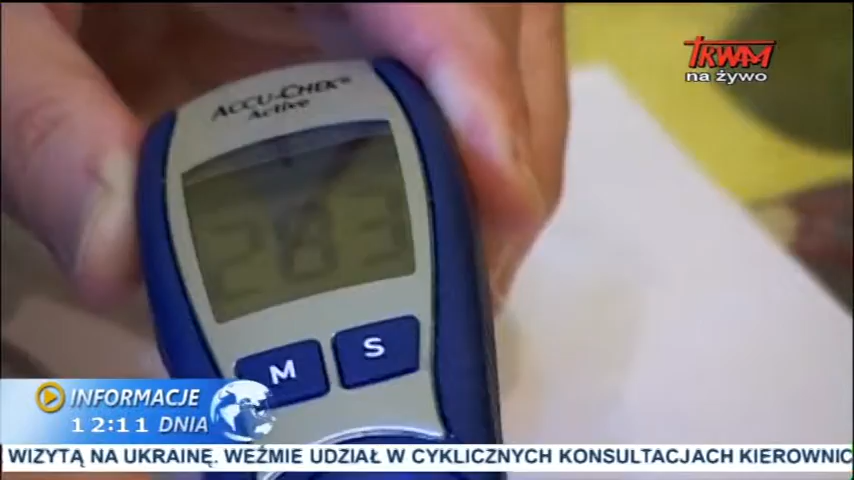 TRWAM
na żywo
ACCU-CHEK®
Active
283
M S
INFORMACJE
12:11 DNIA
WIZYTĄ NA UKRAINĘ. WEŹMIE UDZIAŁ W CYKLICZNYCH KONSULTACJACH KIEROWNIC